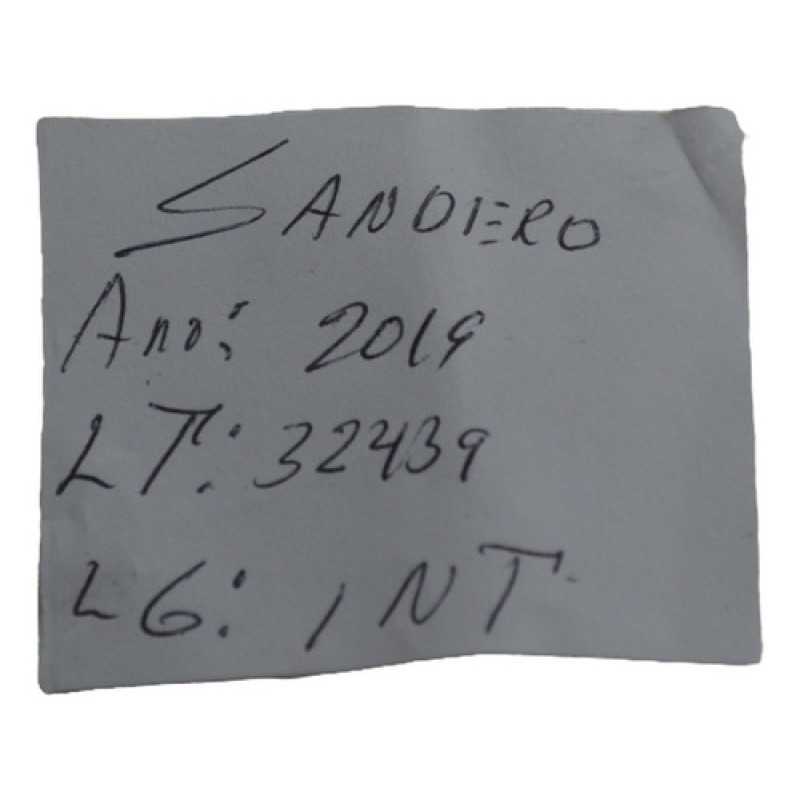 SANDERO
Ano: 2019
LT: 32439
LG: INT